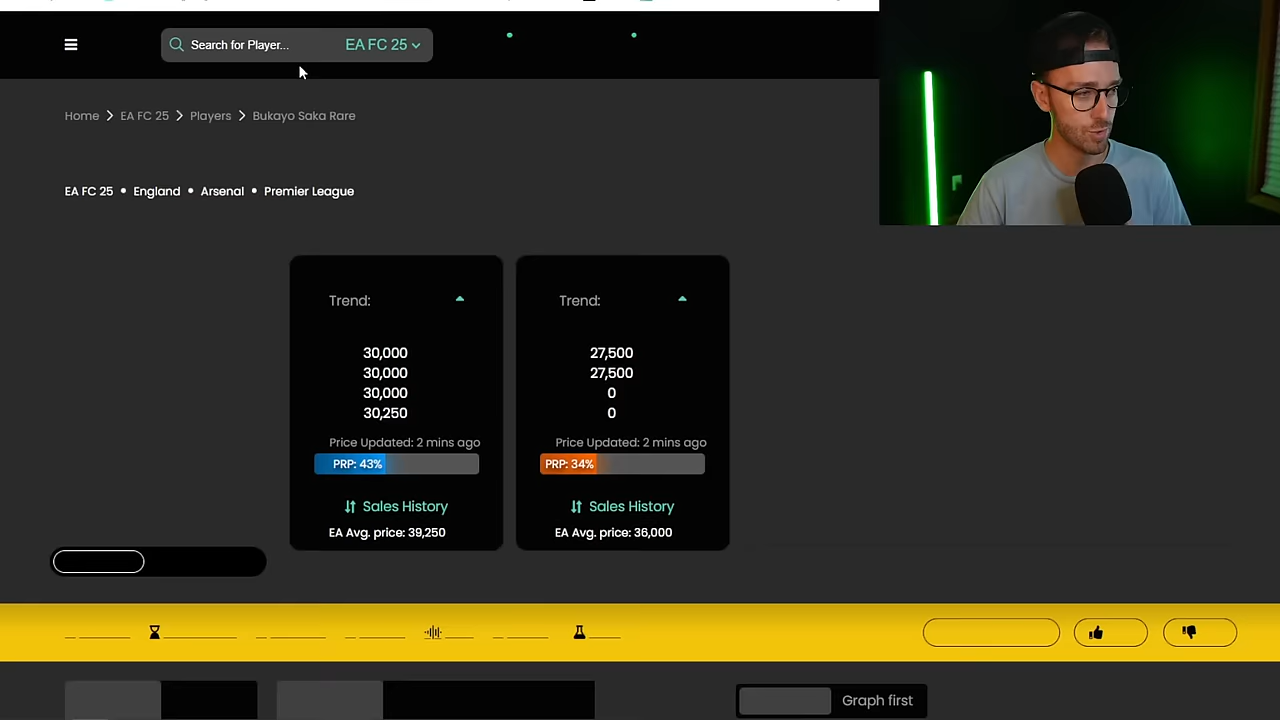 Search for Player...
EA FC 25
Home
EA FC 25
Players
Bukayo Saka Rare
EA FC 25 • England • Arsenal • Premier League
Trend:
30,000
30,000
30,000
30,250
Price Updated: 2 mins ago
PRP: 43%
Sales History
EA Avg. price: 39,250
Trend:
27,500
27,500
0
0
Price Updated: 2 mins ago
PRP: 34%
Sales History
EA Avg. price: 36,000
Graph first